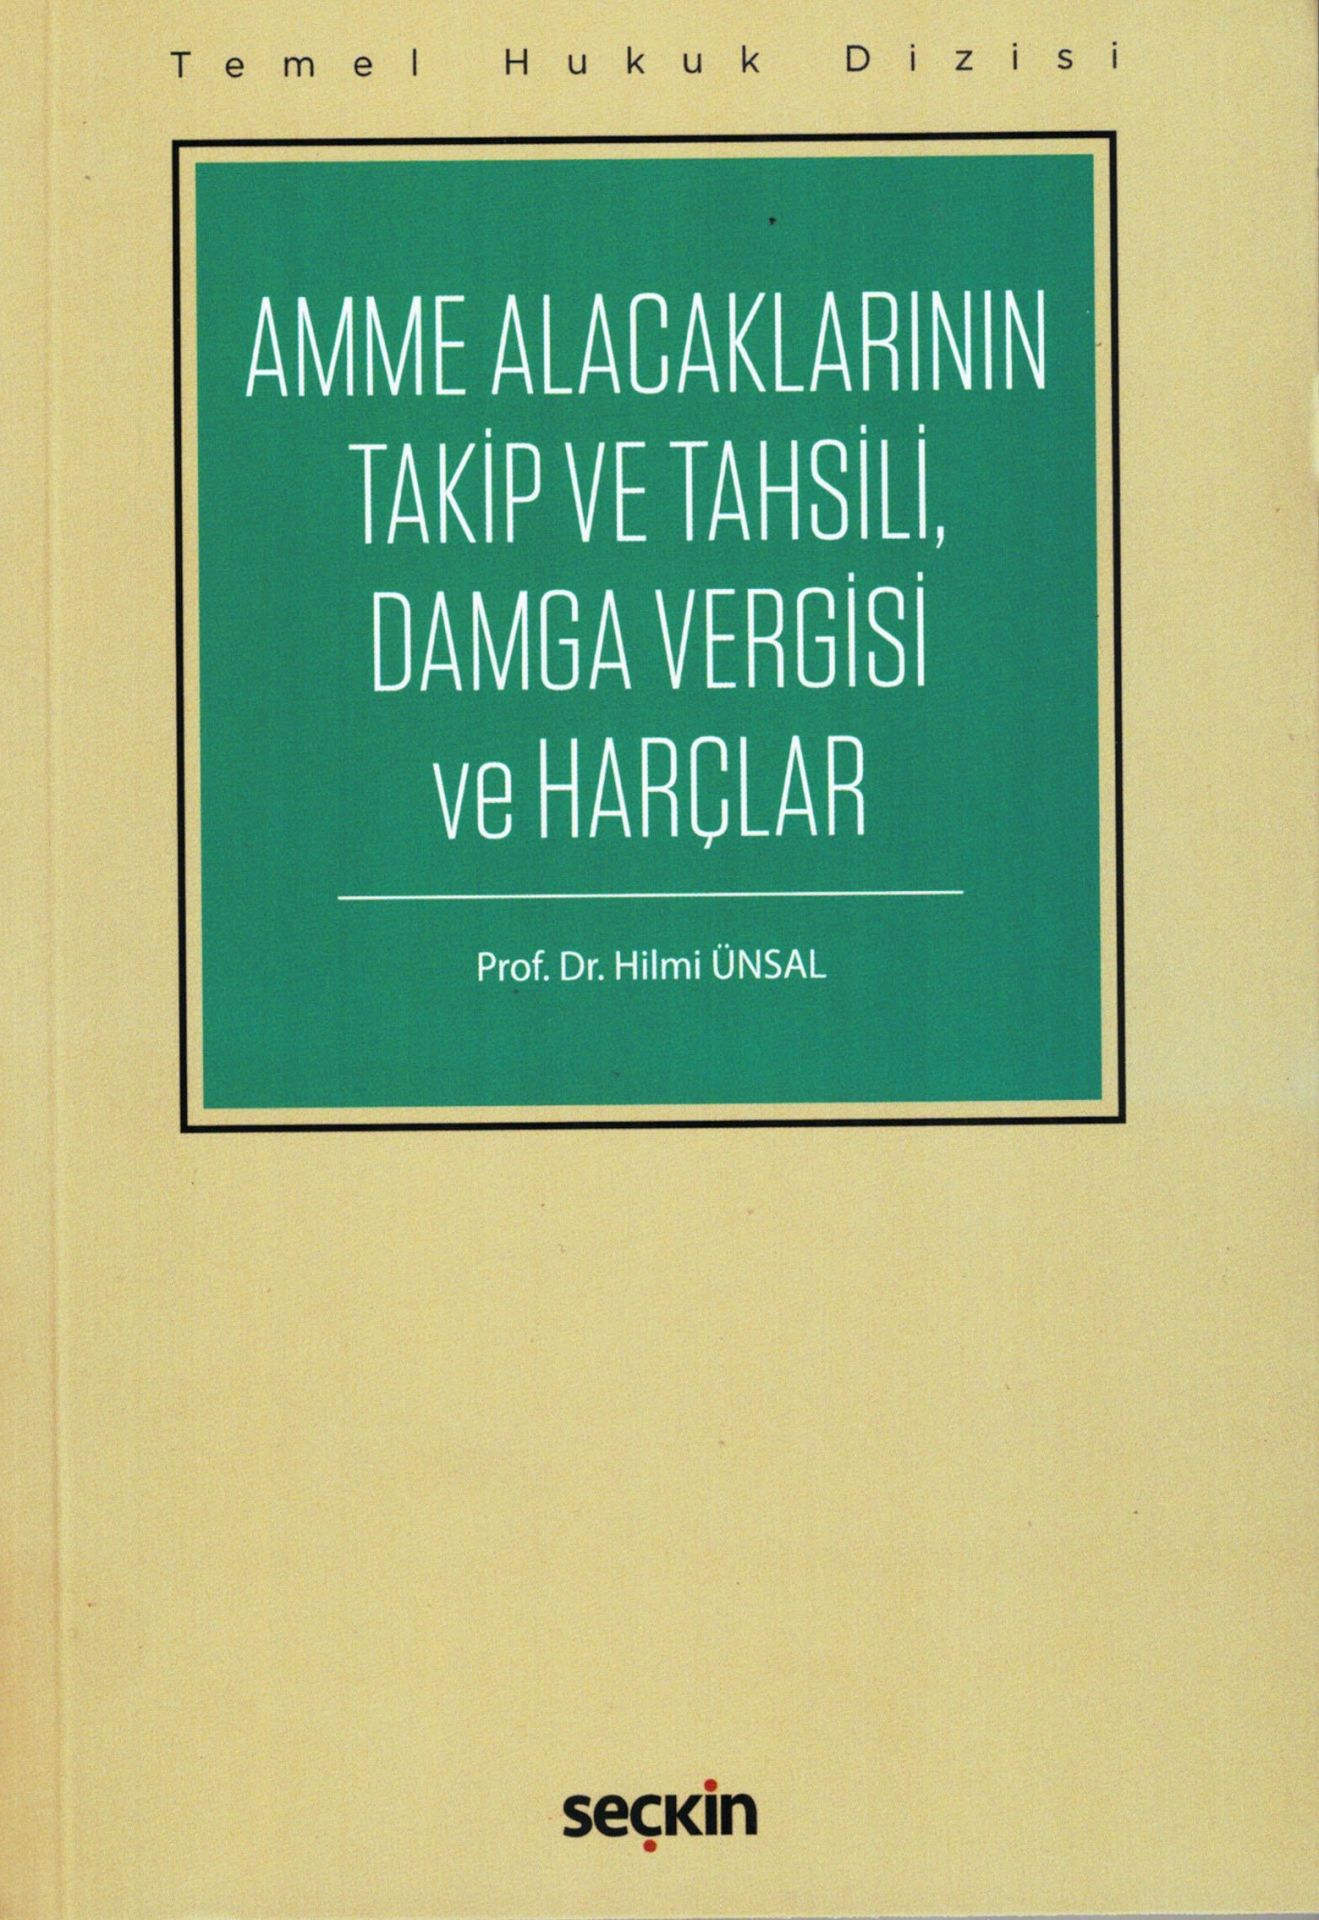 Temel Hukuk Dizisi
AMME ALACAKLARININ
TAKİP VE TAHSİLİ,
DAMGA VERGİSİ
ve HARÇLAR
Prof. Dr. Hilmi ÜNSAL
seçkin